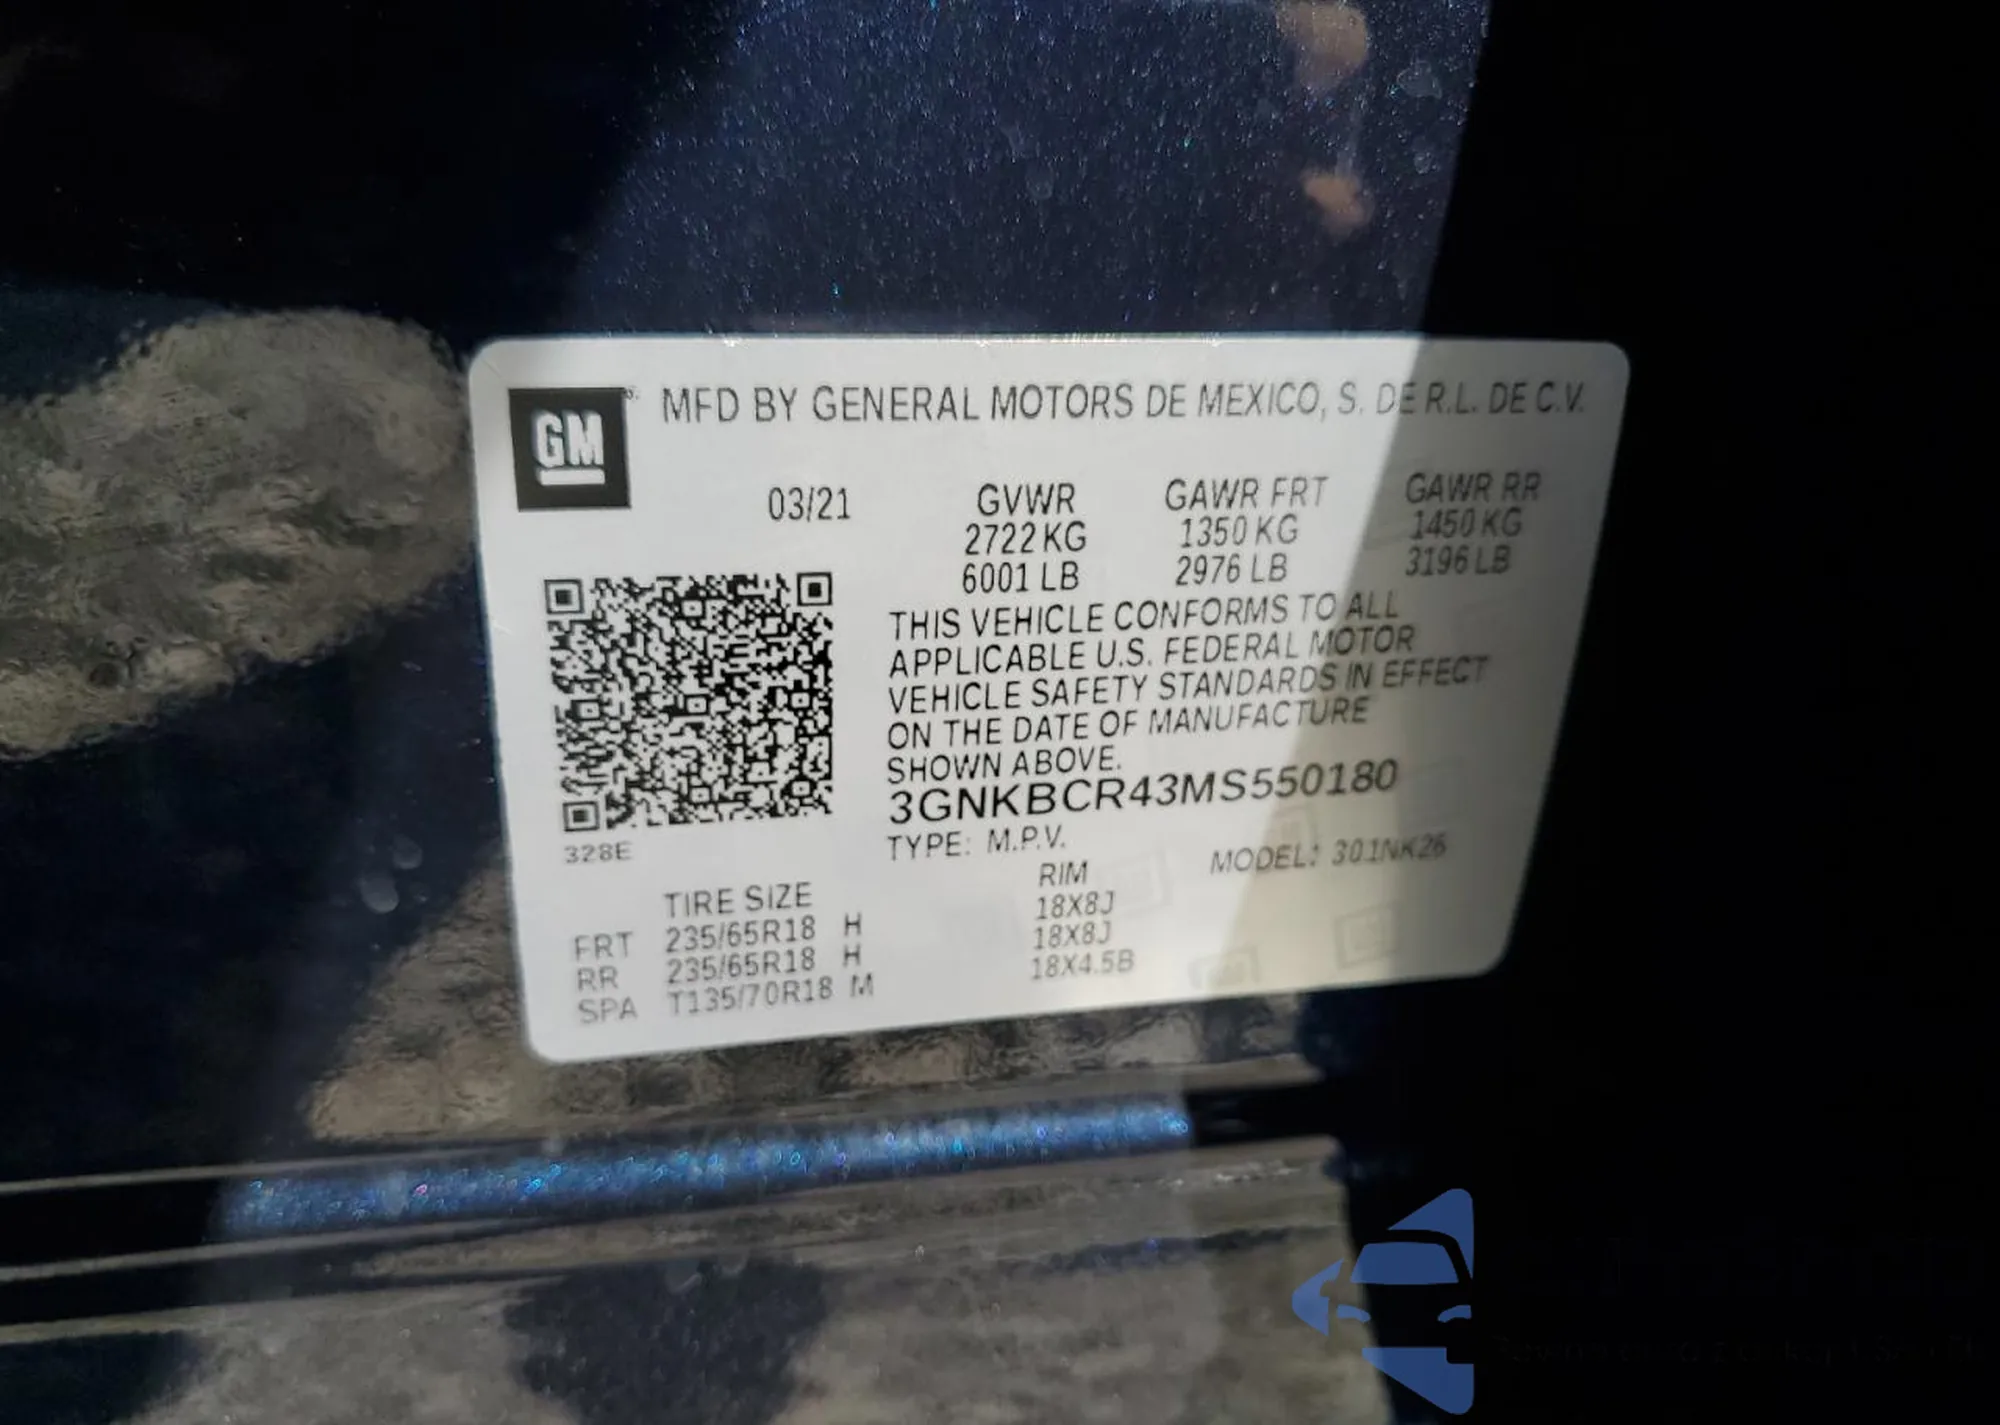 GM
MFD BY GENERAL MOTORS DE MEXICO, S. DE R.L. DE C.V.
03/21
GVWR GAWR FRT GAWR RR
2722 KG 1350 KG 1450 KG
6001 LB 2976 LB 3196 LB
THIS VEHICLE CONFORMS TO ALL
APPLICABLE U.S. FEDERAL MOTOR
VEHICLE SAFETY STANDARDS IN EFFECT
ON THE DATE OF MANUFACTURE
SHOWN ABOVE.
3GNKBCR43MS550180
328E
TYPE: M.P.V. MODEL: 301NK26
TIRE SIZE RIM
FRT 235/65R18 H 18X8J
RR 235/65R18 H 18X8J
SPA T135/70R18 M 18X4.5B